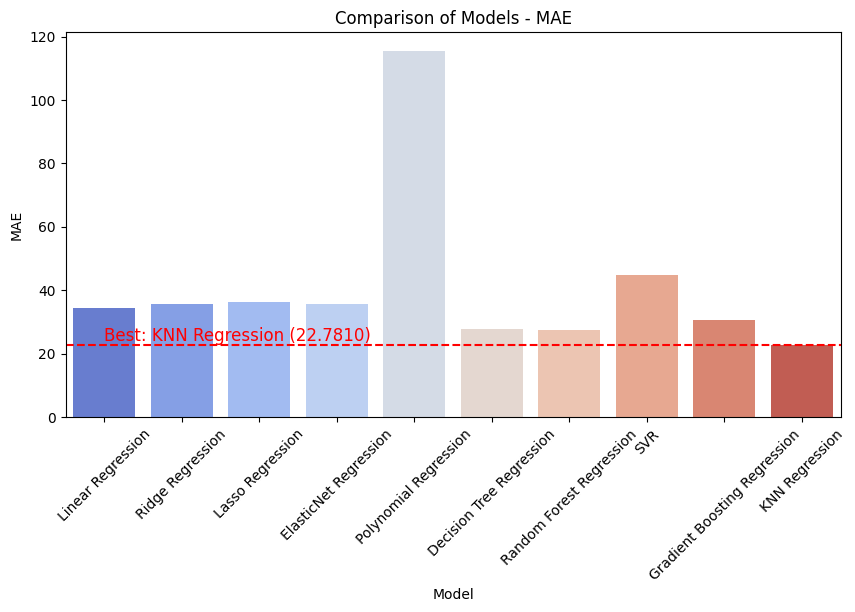 Comparison of Models - MAE
MAE
120
100
80
60
40
20
0
Best: KNN Regression (22.7810)
Linear Regression
Ridge Regression
Lasso Regression
ElasticNet Regression
Polynomial Regression
Decision Tree Regression
Random Forest Regression
SVR
Gradient Boosting Regression
KNN Regression
Model